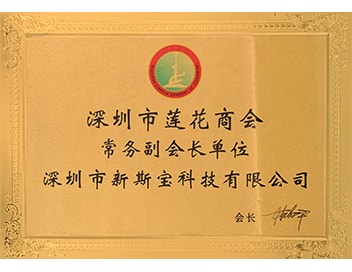 深圳市莲花商会
常务副会长单位
深圳市新斯宝科技有限公司
会长